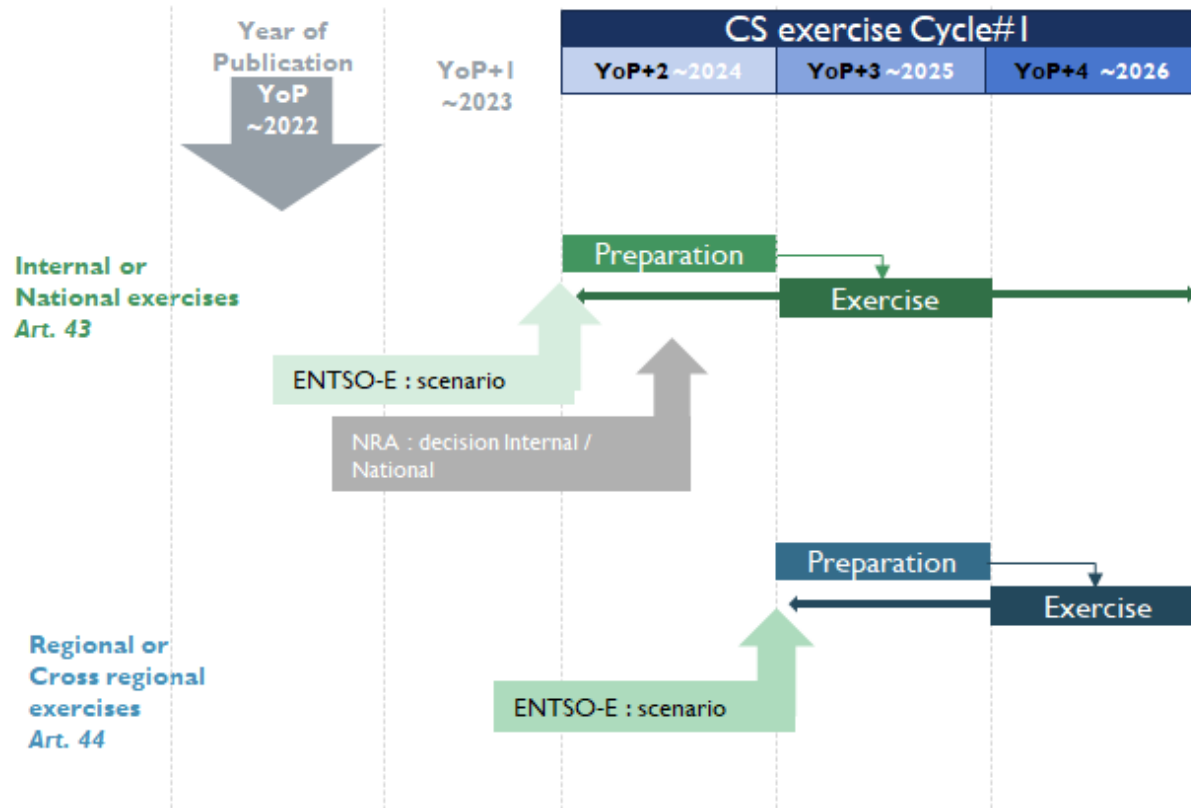 Year of
Publication
YoP
~2022
YoP+1
~2023
CS exercise Cycle#1
YoP+2 ~2024
YoP+3 ~2025
YoP+4 ~2026
Internal or
National exercises
Art. 43
Preparation
Exercise
ENTSO-E : scenario
NRA : decision Internal /
National
Regional or
Cross regional
exercises
Art. 44
Preparation
Exercise
ENTSO-E : scenario